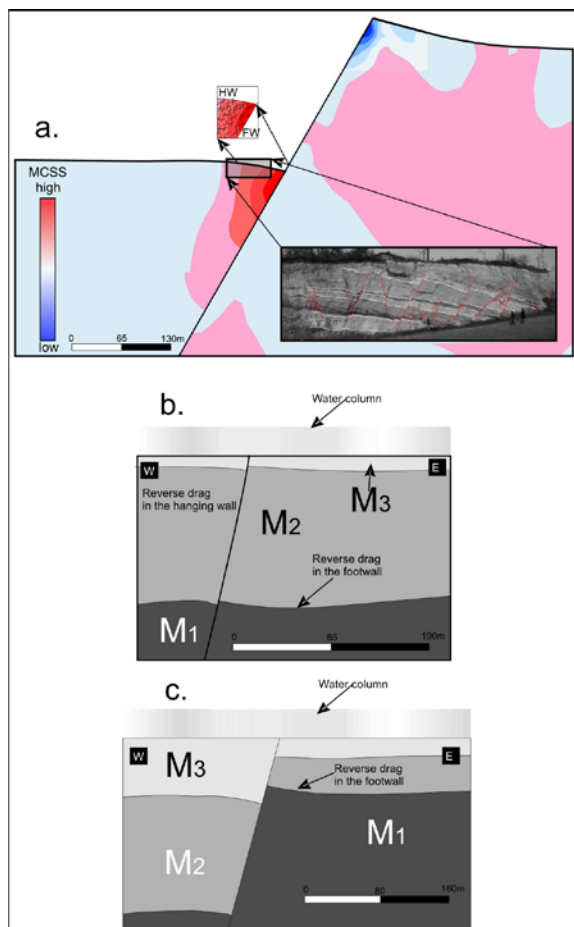 a.
HW
FW
MCSS
high
low
0 65 130m
b.
Water column
W
E
Reverse drag
in the hanging wall
M3
M2
Reverse drag
in the footwall
M1
0 85 190m
c.
Water column
W
E
M3
Reverse drag
in the footwall
M2
M1
0 80 160m